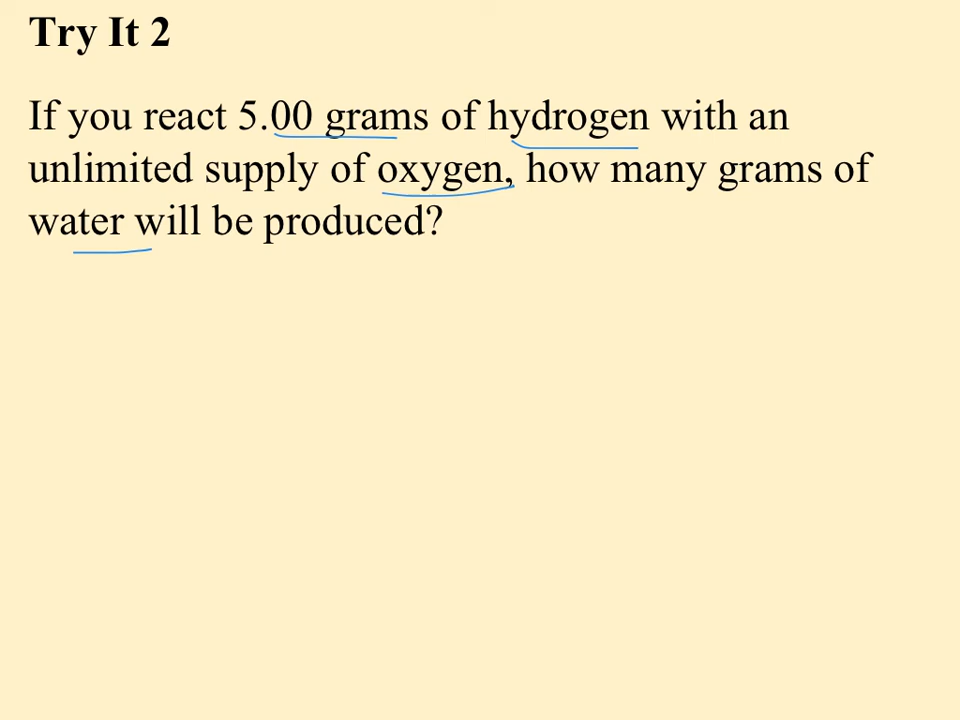 Try It 2
If you react 5.00 grams of hydrogen with an
unlimited supply of oxygen, how many grams of
water will be produced?